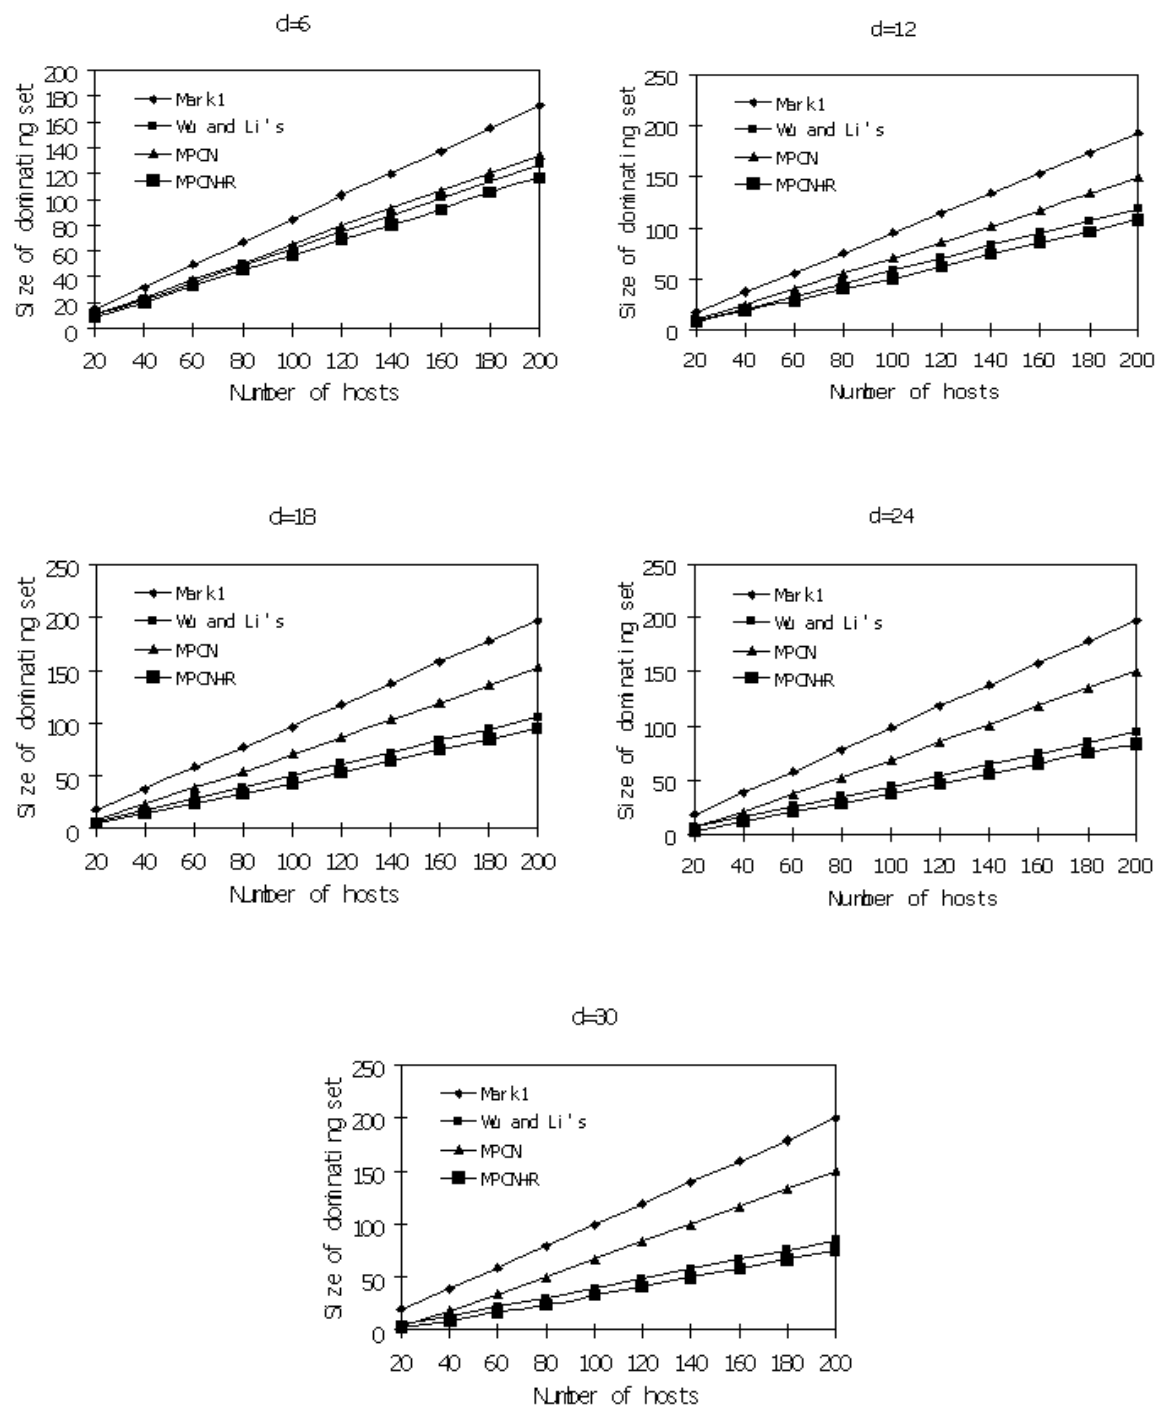 d=6
Size of dominating set
200
180
160
140
120
100
80
60
40
20
0
Mark1
Wu and Li's
MPCN
MPCN+R
20 40 60 80 100 120 140 160 180 200
Number of hosts
d=12
Size of dominating set
250
200
150
100
50
0
Mark1
Wu and Li's
MPCN
MPCN+R
20 40 60 80 100 120 140 160 180 200
Number of hosts
d=18
Size of dominating set
250
200
150
100
50
0
Mark1
Wu and Li's
MPCN
MPCN+R
20 40 60 80 100 120 140 160 180 200
Number of hosts
d=24
Size of dominating set
250
200
150
100
50
0
Mark1
Wu and Li's
MPCN
MPCN+R
20 40 60 80 100 120 140 160 180 200
Number of hosts
d=30
Size of dominating set
250
200
150
100
50
0
Mark1
Wu and Li's
MPCN
MPCN+R
20 40 60 80 100 120 140 160 180 200
Number of hosts